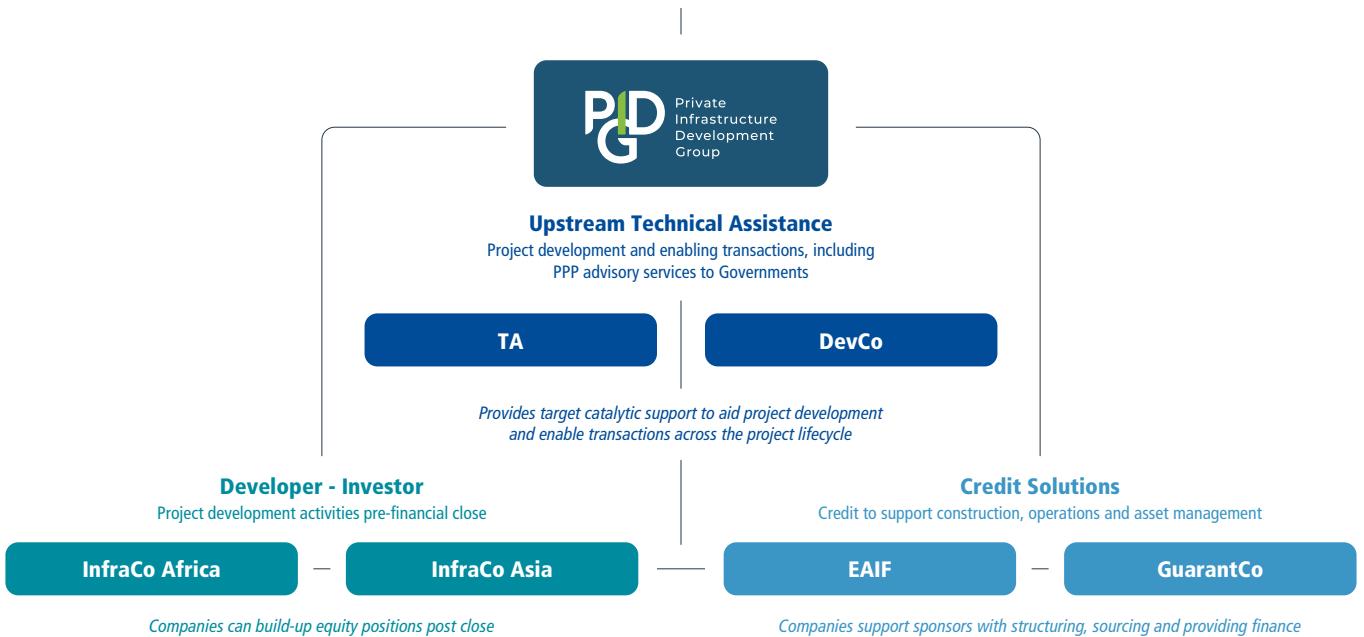 PIDG
Private
Infrastructure
Development
Group
Upstream Technical Assistance
Project development and enabling transactions, including
PPP advisory services to Governments
TA
DevCo
Provides target catalytic support to aid project development
and enable transactions across the project lifecycle
Developer - Investor
Project development activities pre-financial close
InfraCo Africa
InfraCo Asia
Companies can build-up equity positions post close
Credit Solutions
Credit to support construction, operations and asset management
EAIF
GuarantCo
Companies support sponsors with structuring, sourcing and providing finance